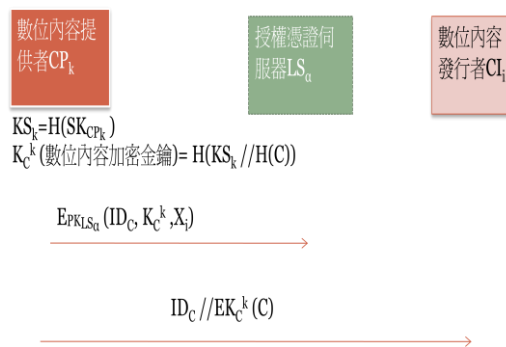 數位內容提
供者CPk
授權憑證伺
服器LSα
數位內容
發行者CIi
KSk=H(SKCPk )
KCk (數位內容加密金鑰)= H(KSk //H(C))
EPKLSα (IDC, KCk ,Xi)
IDC //EKCk (C)